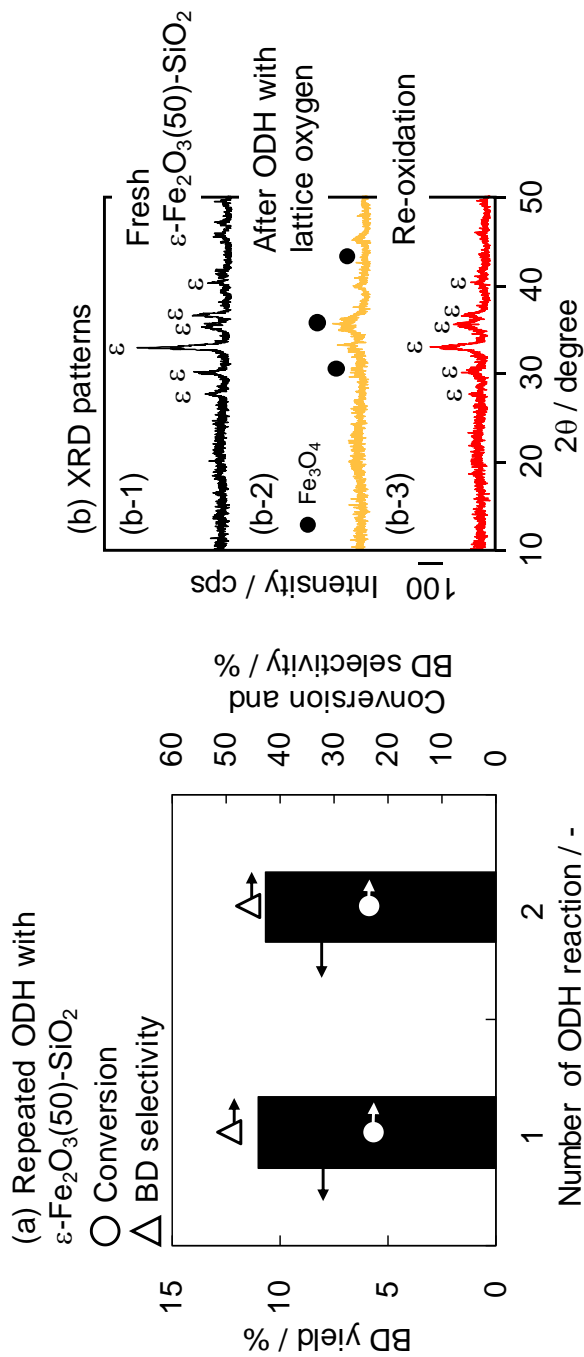 (a) Repeated ODH with
ε-Fe2O3(50)-SiO2
Conversion
BD selectivity
BD yield / %
15
10
5
0
1
2
Number of ODH reaction / -
60
50
40
30
20
10
0
Conversion and
BD selectivity / %
(b) XRD patterns
(b-1)
Fresh
ε-Fe2O3(50)-SiO2
ε
ε
ε
ε
ε
ε
ε
(b-2)
After ODH with
lattice oxygen
Fe3O4
(b-3)
Re-oxidation
ε
ε
ε
ε
ε
ε
Intensity / cps
100
10
20
30
40
50
2θ / degree